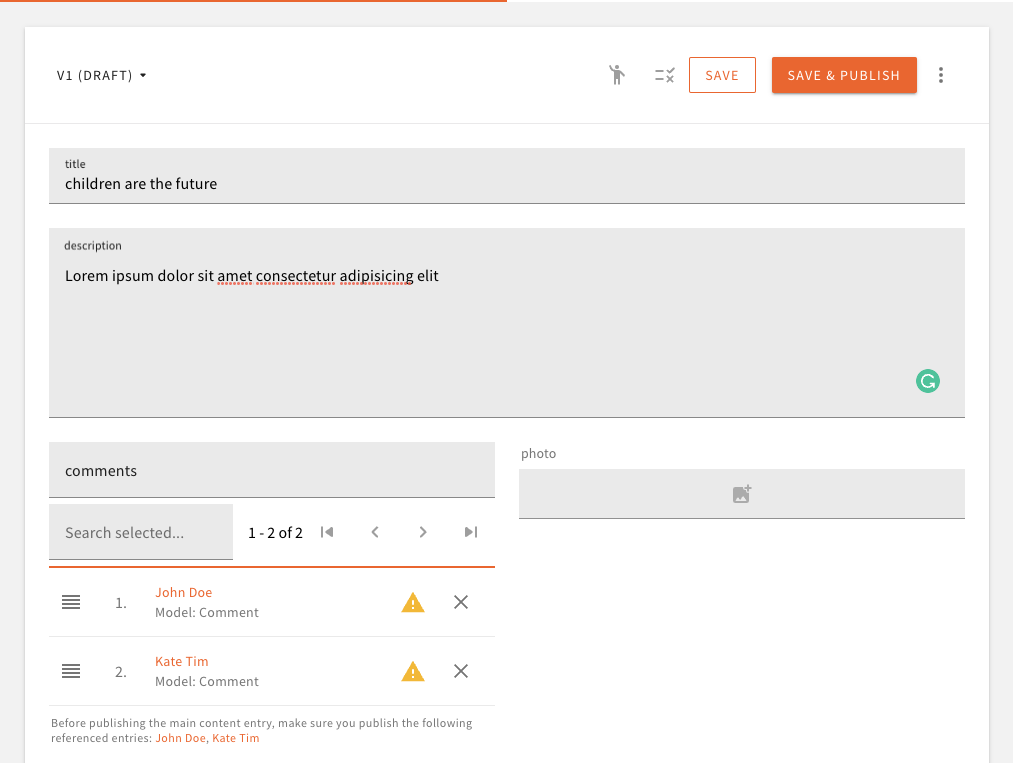 V1 (DRAFT)
SAVE
SAVE & PUBLISH
title
children are the future
description
Lorem ipsum dolor sit amet consectetur adipisicing elit
comments
photo
Search selected...
1 - 2 of 2
1.
John Doe
Model: Comment
2.
Kate Tim
Model: Comment
Before publishing the main content entry, make sure you publish the following
referenced entries: John Doe, Kate Tim